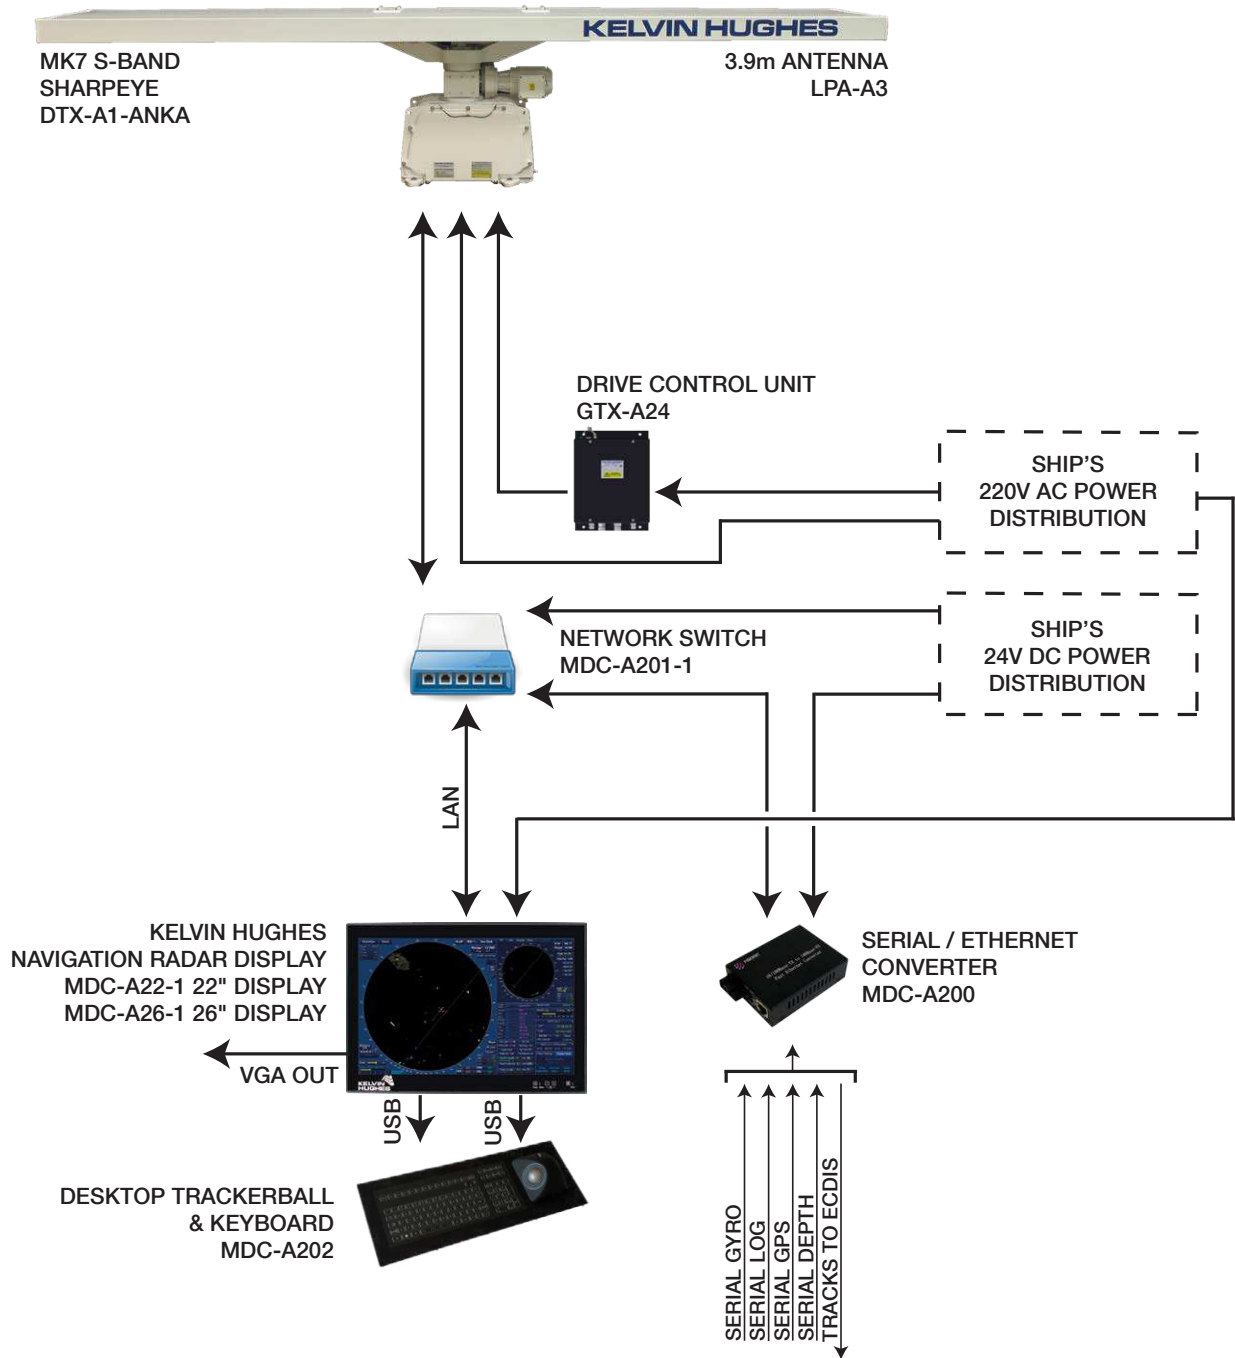 KELVIN HUGHES
MK7 S-BAND
SHARPEYE
DTX-A1-ANKA
3.9m ANTENNA
LPA-A3
DRIVE CONTROL UNIT
GTX-A24
SHIP'S
220V AC POWER
DISTRIBUTION
NETWORK SWITCH
MDC-A201-1
SHIP'S
24V DC POWER
DISTRIBUTION
LAN
KELVIN HUGHES
NAVIGATION RADAR DISPLAY
MDC-A22-1 22" DISPLAY
MDC-A26-1 26" DISPLAY
VGA OUT
KELVIN
HUGHES
USB
USB
SERIAL / ETHERNET
CONVERTER
MDC-A200
DESKTOP TRACKERBALL
& KEYBOARD
MDC-A202
SERIAL GYRO
SERIAL LOG
SERIAL GPS
SERIAL DEPTH
TRACKS TO ECDIS